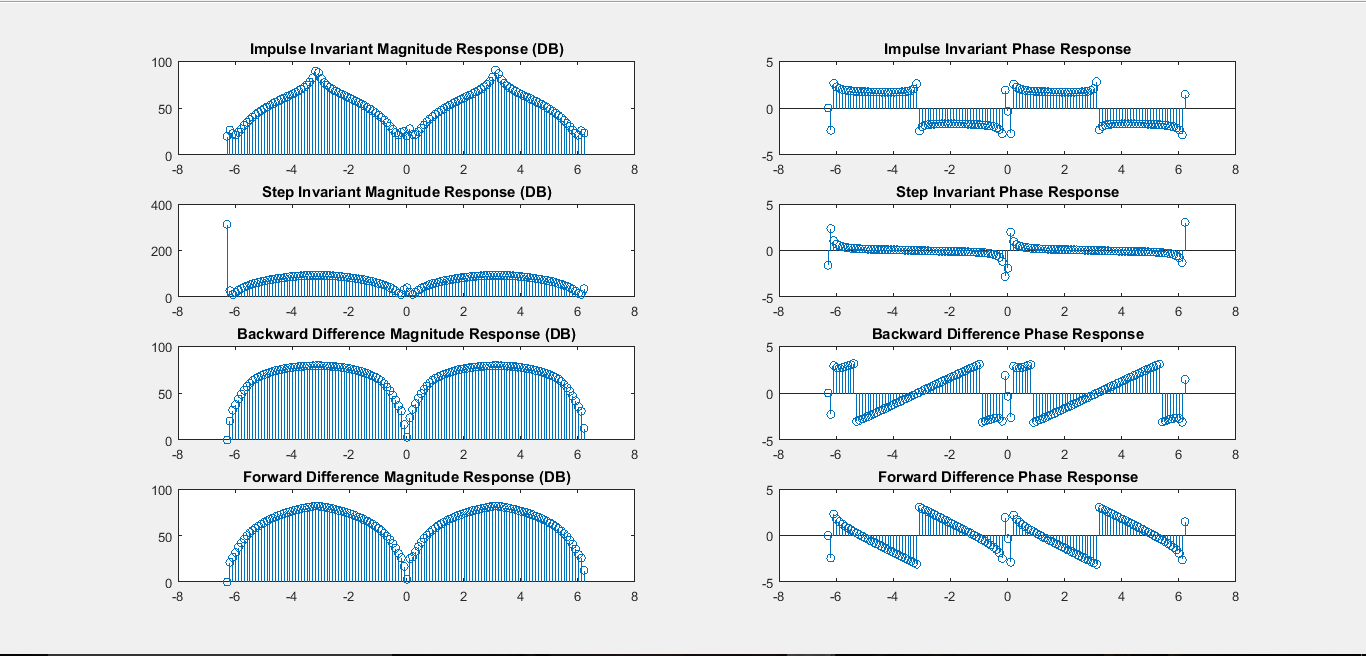 Impulse Invariant Magnitude Response (DB)
100
50
0
-8 -6 -4 -2 0 2 4 6 8
Impulse Invariant Phase Response
5
0
-5
-8 -6 -4 -2 0 2 4 6 8
Step Invariant Magnitude Response (DB)
400
200
0
-8 -6 -4 -2 0 2 4 6 8
Step Invariant Phase Response
5
0
-5
-8 -6 -4 -2 0 2 4 6 8
Backward Difference Magnitude Response (DB)
100
50
0
-8 -6 -4 -2 0 2 4 6 8
Backward Difference Phase Response
5
0
-5
-8 -6 -4 -2 0 2 4 6 8
Forward Difference Magnitude Response (DB)
100
50
0
-8 -6 -4 -2 0 2 4 6 8
Forward Difference Phase Response
5
0
-5
-8 -6 -4 -2 0 2 4 6 8